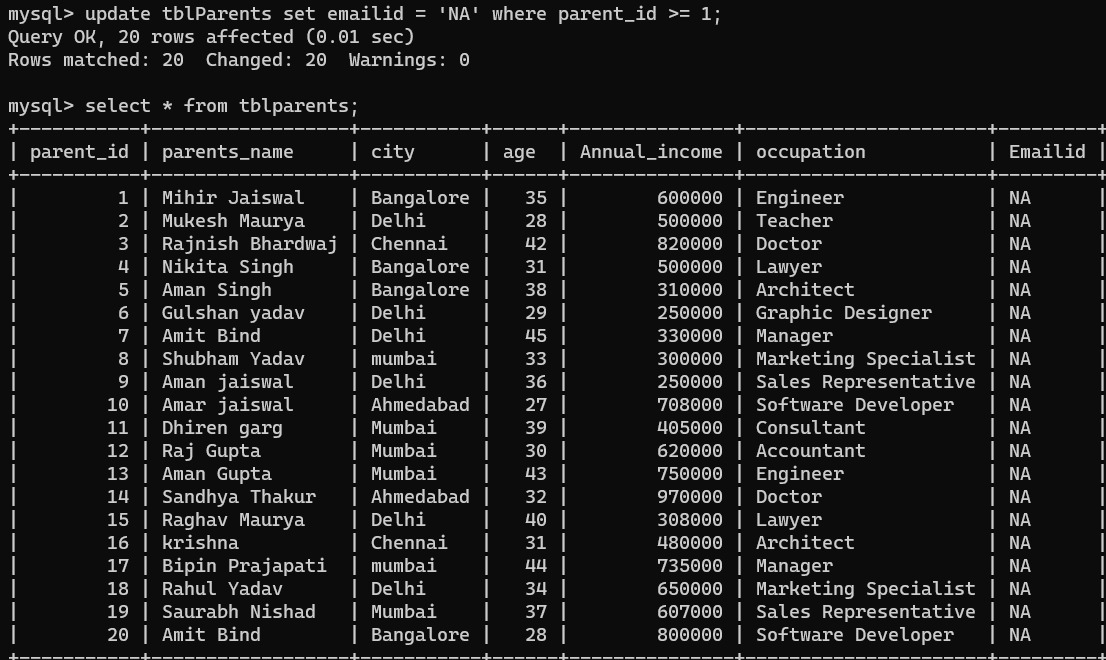 mysql> update tblParents set emailid = 'NA' where parent_id >= 1;
Query OK, 20 rows affected (0.01 sec)
Rows matched: 20  Changed: 20  Warnings: 0

mysql> select * from tblparents;
+-----------+------------------+-----------+------+---------------+----------------------+---------+
| parent_id | parents_name     | city      | age  | Annual_income | occupation           | Emailid |
+-----------+------------------+-----------+------+---------------+----------------------+---------+
|         1 | Mihir Jaiswal    | Bangalore |   35 |        600000 | Engineer             | NA      |
|         2 | Mukesh Maurya    | Delhi     |   28 |        500000 | Teacher              | NA      |
|         3 | Rajnish Bhardwaj | Chennai   |   42 |        820000 | Doctor               | NA      |
|         4 | Nikita Singh     | Bangalore |   31 |        500000 | Lawyer               | NA      |
|         5 | Aman Singh       | Bangalore |   38 |        310000 | Architect            | NA      |
|         6 | Gulshan yadav    | Delhi     |   29 |        250000 | Graphic Designer     | NA      |
|         7 | Amit Bind        | Delhi     |   45 |        330000 | Manager              | NA      |
|         8 | Shubham Yadav    | mumbai    |   33 |        300000 | Marketing Specialist | NA      |
|         9 | Aman jaiswal     | Delhi     |   36 |        250000 | Sales Representative | NA      |
|        10 | Amar jaiswal     | Ahmedabad |   27 |        708000 | Software Developer   | NA      |
|        11 | Dhiren garg      | Mumbai    |   39 |        405000 | Consultant           | NA      |
|        12 | Raj Gupta        | Mumbai    |   30 |        620000 | Accountant           | NA      |
|        13 | Aman Gupta       | Mumbai    |   43 |        750000 | Engineer             | NA      |
|        14 | Sandhya Thakur   | Ahmedabad |   32 |        970000 | Doctor               | NA      |
|        15 | Raghav Maurya    | Delhi     |   40 |        308000 | Lawyer               | NA      |
|        16 | krishna          | Chennai   |   31 |        480000 | Architect            | NA      |
|        17 | Bipin Prajapati  | mumbai    |   44 |        735000 | Manager              | NA      |
|        18 | Rahul Yadav      | Delhi     |   34 |        650000 | Marketing Specialist | NA      |
|        19 | Saurabh Nishad   | Mumbai    |   37 |        607000 | Sales Representative | NA      |
|        20 | Amit Bind        | Bangalore |   28 |        800000 | Software Developer   | NA      |
+-----------+------------------+-----------+------+---------------+----------------------+---------+